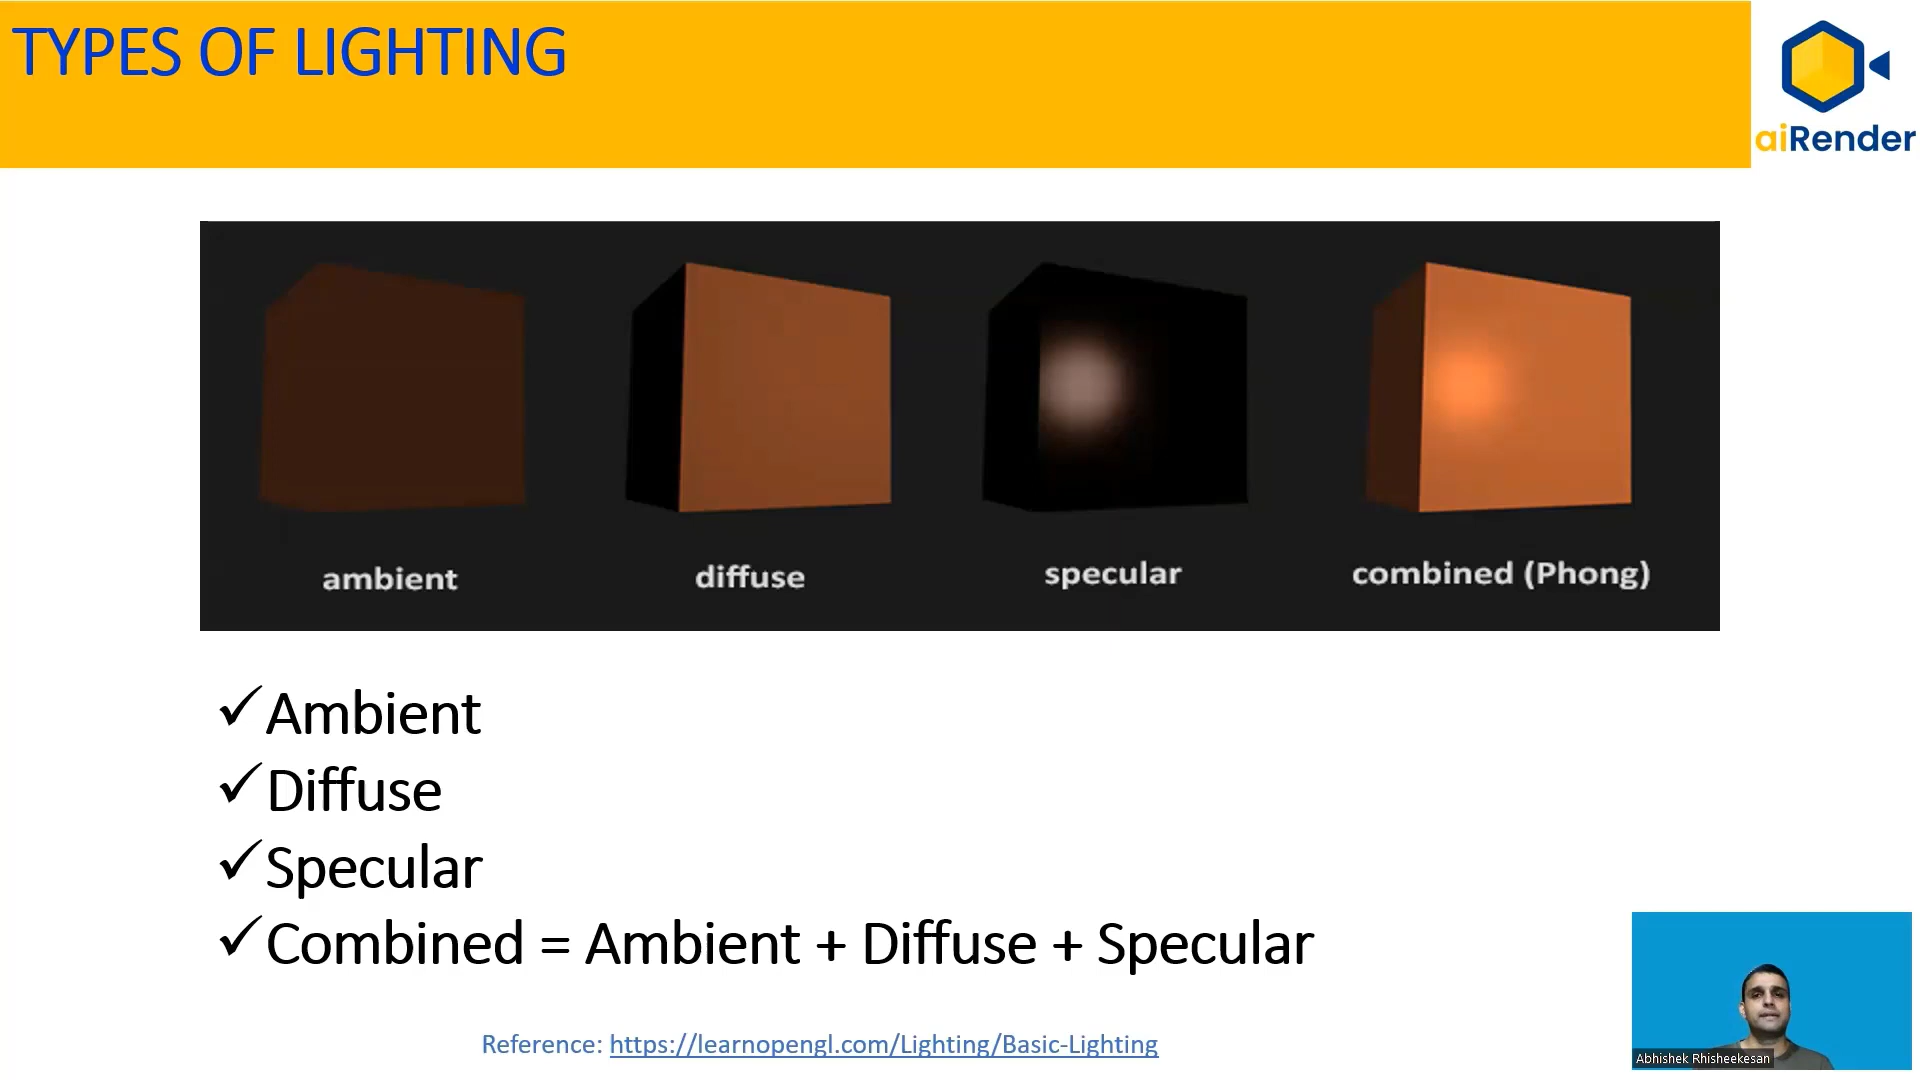 TYPES OF LIGHTING
aiRender
ambient
diffuse
specular
combined (Phong)
✓Ambient
✓Diffuse
✓Specular
✓Combined = Ambient + Diffuse + Specular
Reference: https://learnopengl.com/Lighting/Basic-Lighting
Abhishek Rhisheekesan